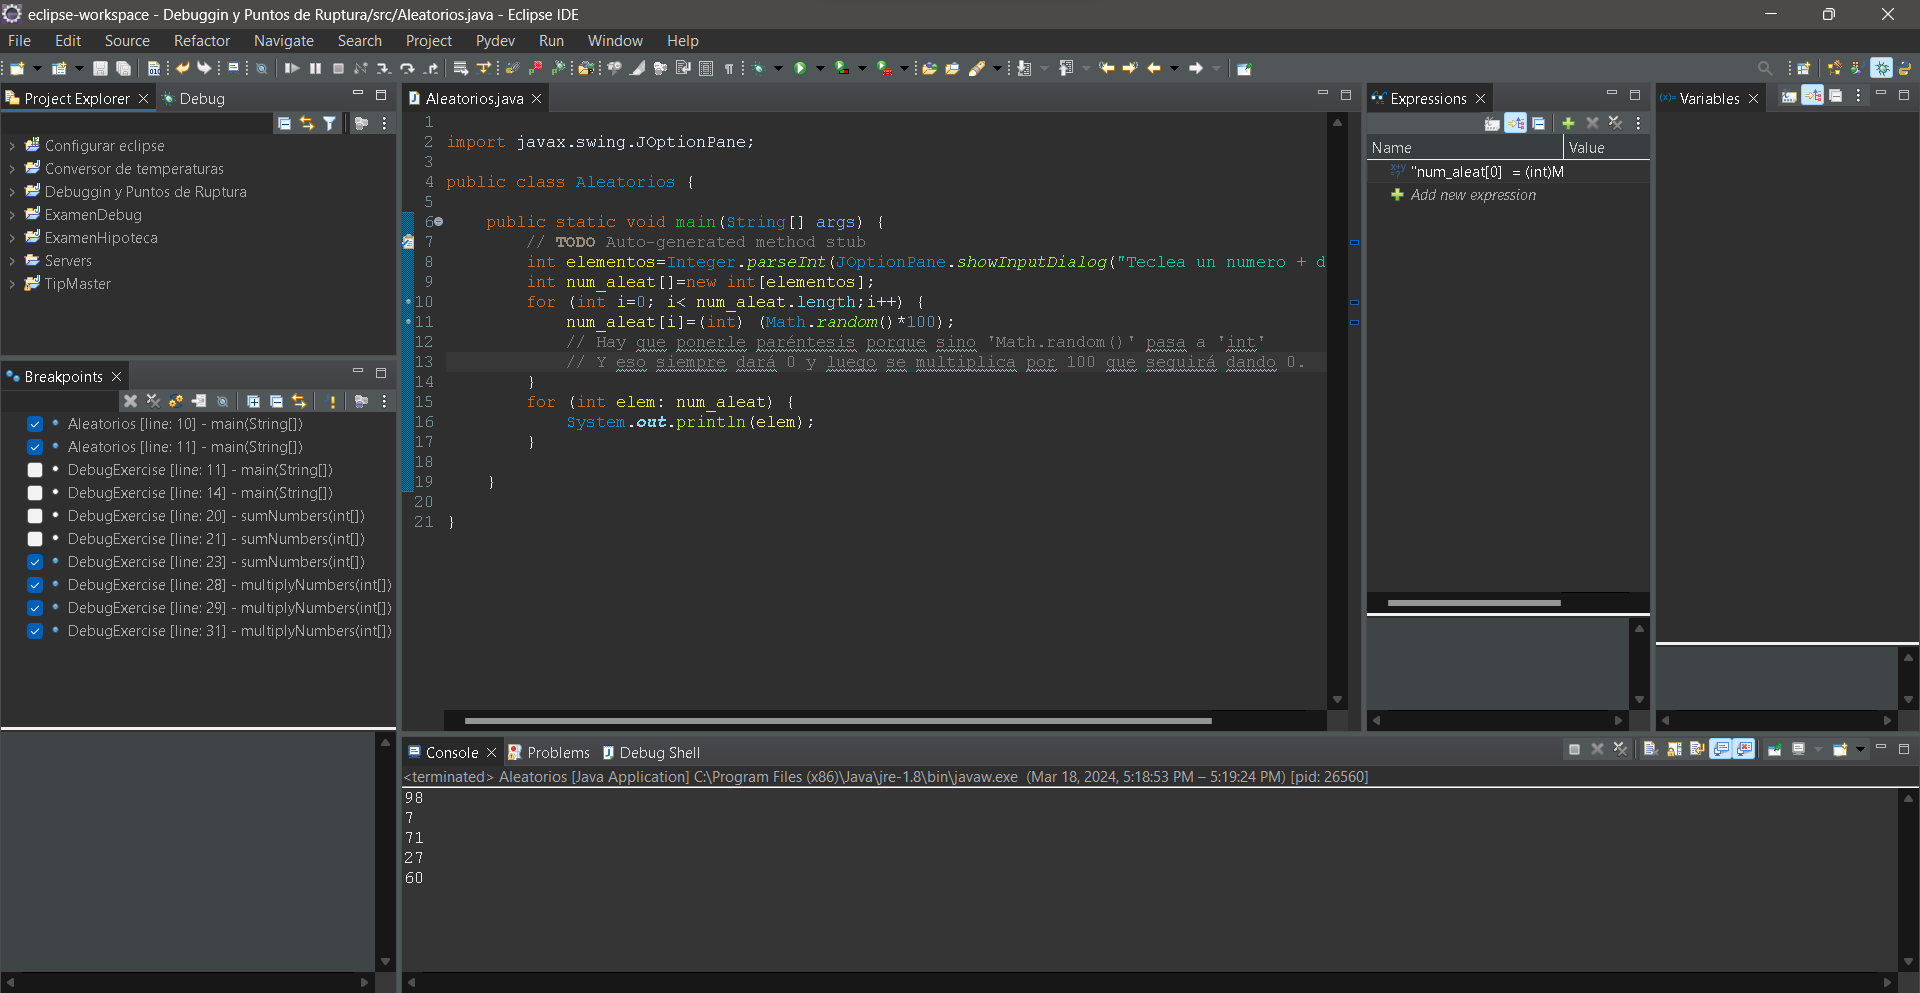 eclipse-workspace - Debuggin y Puntos de Ruptura/src/Aleatorios.java - Eclipse IDE
File Edit Source Refactor Navigate Search Project Pydev Run Window Help
Project Explorer Debug
Configurar eclipse
Conversor de temperaturas
Debuggin y Puntos de Ruptura
ExamenDebug
ExamenHipoteca
Servers
TipMaster
Breakpoints
Aleatorios [line: 10] - main(String[])
Aleatorios [line: 11] - main(String[])
DebugExercise [line: 11] - main(String[])
DebugExercise [line: 14] - main(String[])
DebugExercise [line: 20] - sumNumbers(int[])
DebugExercise [line: 21] - sumNumbers(int[])
DebugExercise [line: 23] - sumNumbers(int[])
DebugExercise [line: 28] - multiplyNumbers(int[])
DebugExercise [line: 29] - multiplyNumbers(int[])
DebugExercise [line: 31] - multiplyNumbers(int[])
Aleatorios.java
1
2 import javax.swing.JOptionPane;
3
4 public class Aleatorios {
5
6 public static void main(String[] args) {
7 // TODO Auto-generated method stub
8 int elementos=Integer.parseInt(JOptionPane.showInputDialog("Teclea un numero + d
9 int num_aleat[]=new int[elementos];
10 for (int i=0; i< num_aleat.length;i++) {
11 num_aleat[i]=(int) (Math.random()*100);
12 // Hay que ponerle paréntesis porque sino 'Math.random()' pasa a 'int'
13 // Y eso siempre dará 0 y luego se multiplica por 100 que seguirá dando 0.
14 }
15 for (int elem: num_aleat) {
16 System.out.println(elem);
17 }
18
19 }
20
21 }
Expressions
Name Value
"num_aleat[0] = (int)M
Add new expression
(x)= Variables
Console Problems Debug Shell
<terminated> Aleatorios [Java Application] C:\Program Files (x86)\Java\jre-1.8\bin\javaw.exe (Mar 18, 2024, 5:18:53 PM – 5:19:24 PM) [pid: 26560]
98
7
71
27
60